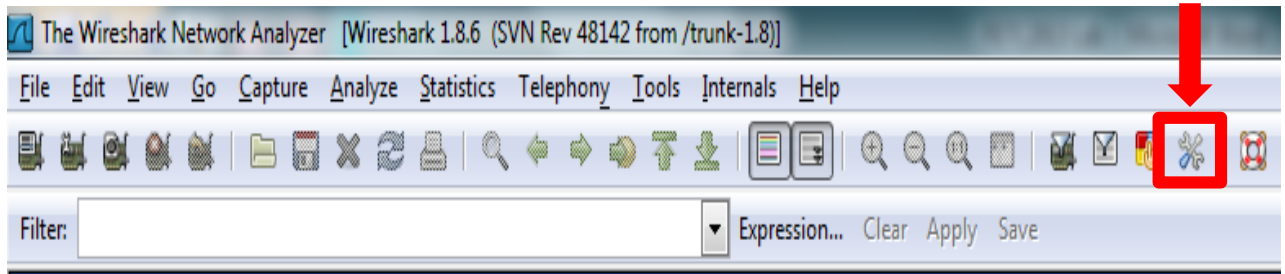 The Wireshark Network Analyzer [Wireshark 1.8.6 (SVN Rev 48142 from /trunk-1.8)]
File Edit View Go Capture Analyze Statistics Telephony Tools Internals Help
Filter: Expression... Clear Apply Save